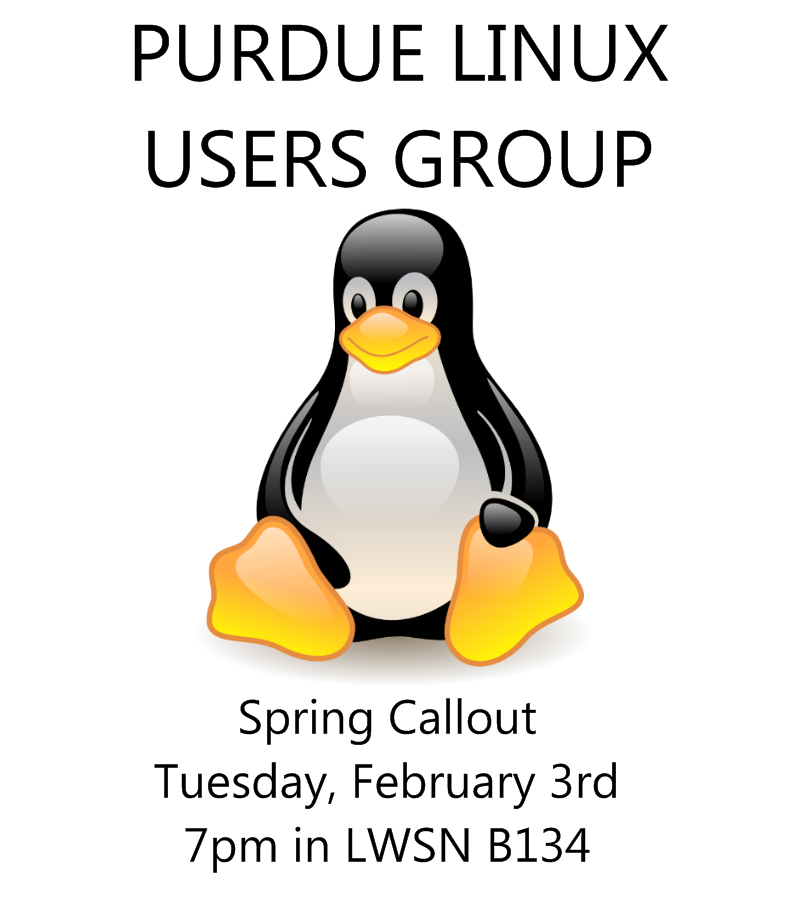 PURDUE LINUX
USERS GROUP
Spring Callout
Tuesday, February 3rd
7pm in LWSN B134